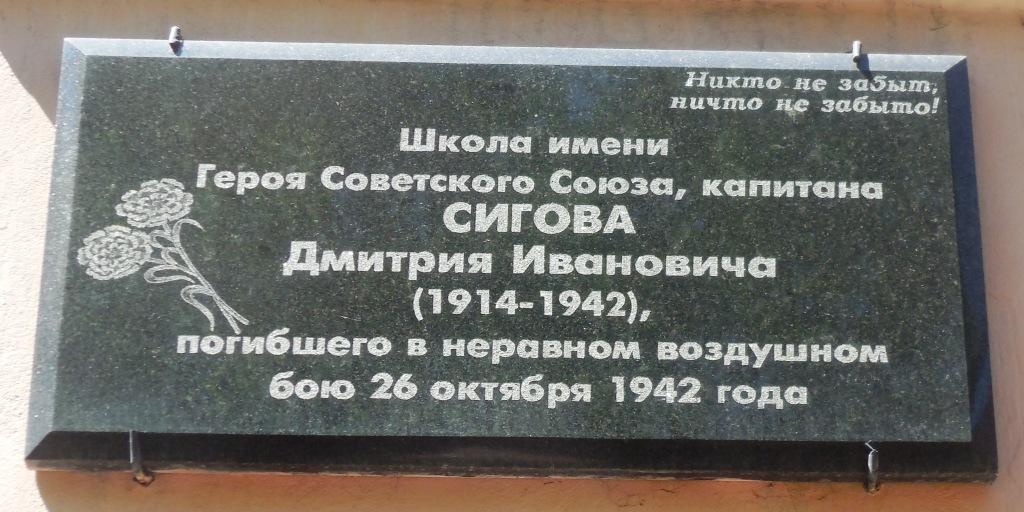 Никто не забыт,
ничто не забыто!
Школа имени
Героя Советского Союза, капитана
СИГОВА
Дмитрия Ивановича
(1914-1942),
погибшего в неравном воздушном
бою 26 октября 1942 года